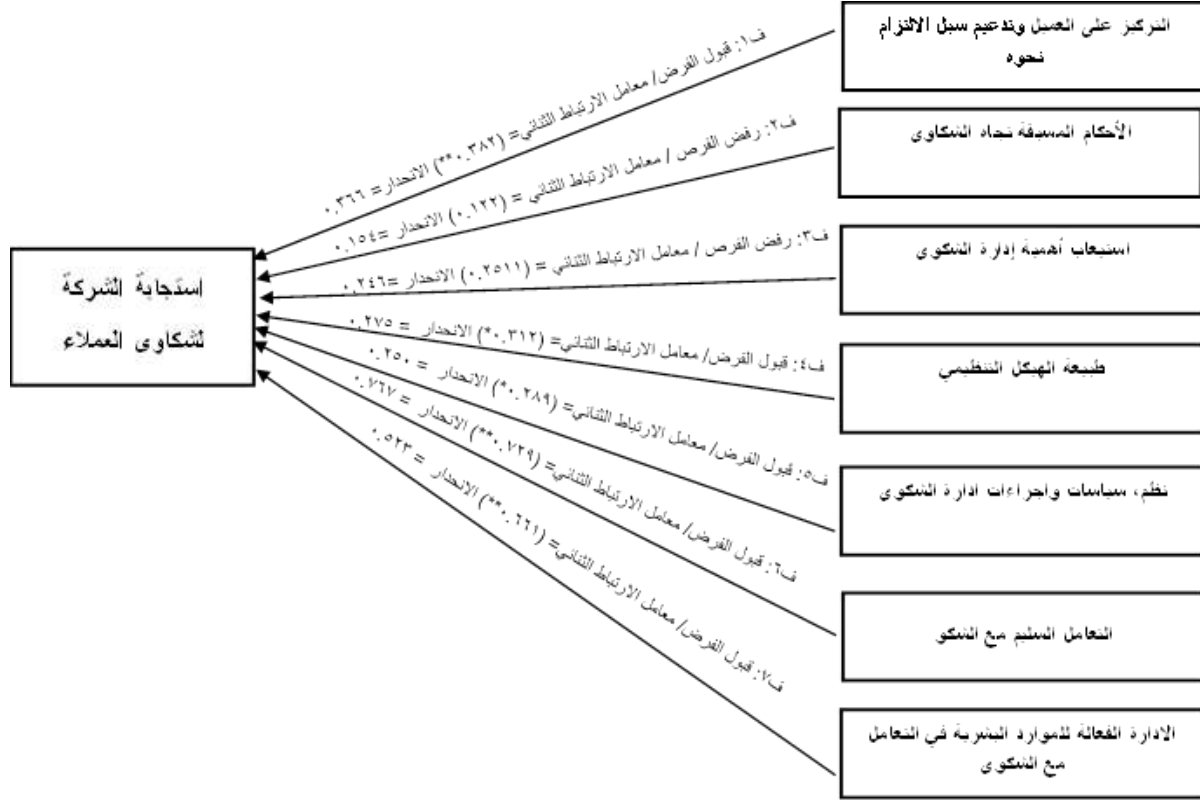 التركيز على العميل وتدعيم سبل الالتزام
نحوه
ف١: قبول الفرض/ معامل الارتباط الثنائي= (٠.٣٨٢**) الانحدار= ٠.٣٦٦
الأحكام المسبقة تجاه الشكاوى
ف٢: رفض الفرض / معامل الارتباط الثنائي = (٠.١٢٢) الانحدار =٠.١٥٤
استيعاب أهمية إدارة الشكوى
ف٣: رفض الفرض / معامل الارتباط الثنائي = (٠.٢٥١١) الانحدار =٠.٢٤٦
استجابة الشركة
لشكاوى العملاء
طبيعة الهيكل التنظيمي
ف٤: قبول الفرض/ معامل الارتباط الثنائي= (٠.٣١٢*) الانحدار = ٠.٢٧٥
نظم، سياسات واجراءات ادارة الشكوى
ف٥: قبول الفرض/ معامل الارتباط الثنائي= (٠.٢٨٩*) الانحدار = ٠.٢٥٠
التعامل السليم مع الشكو
ف٦: قبول الفرض/ معامل الارتباط الثنائي= (٠.٧٢٩**) الانحدار = ٠.٧٦٧
الادارة الفعالة للموارد البشرية في التعامل
مع الشكوى
ف٧: قبول الفرض/ معامل الارتباط الثنائي= (٠.٦٦١**) الانحدار = ٠.٥٢٣